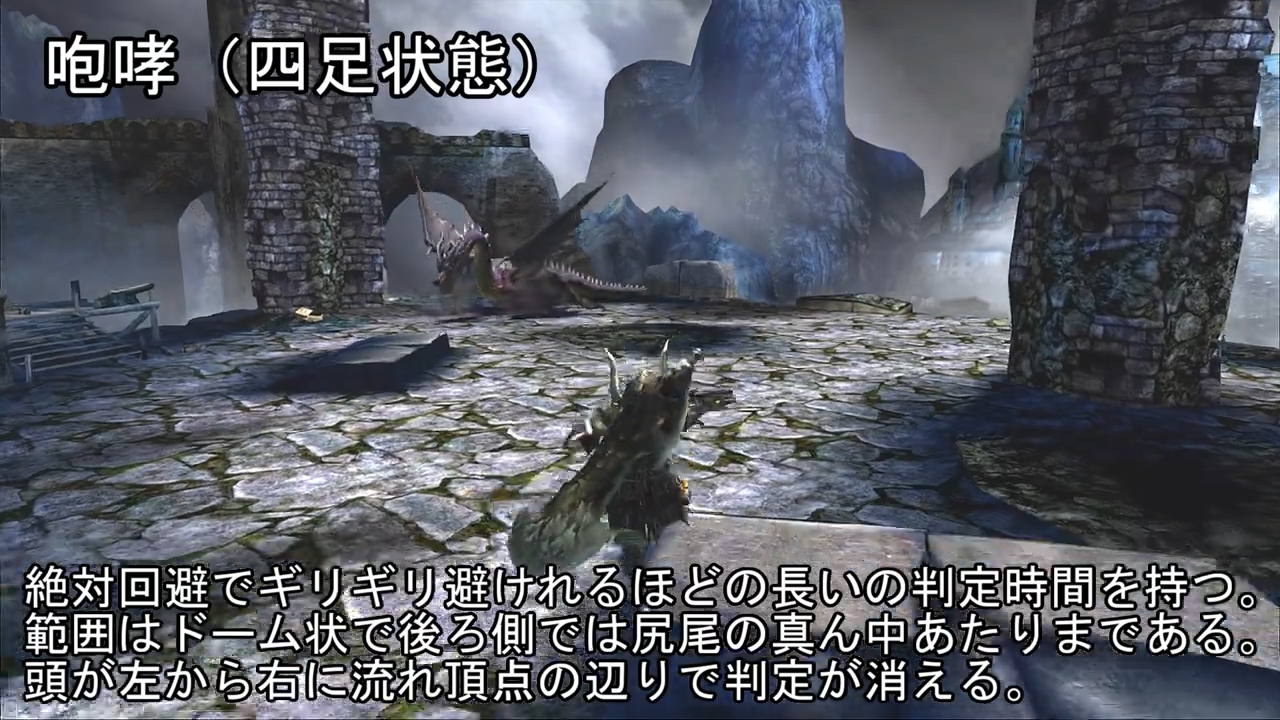 咆哮（四足状態）
絶対回避でギリギリ避けれるほどの長いの判定時間を持つ。
範囲はドーム状で後ろ側では尻尾の真ん中あたりまである。
頭が左から右に流れ頂点の辺りで判定が消える。